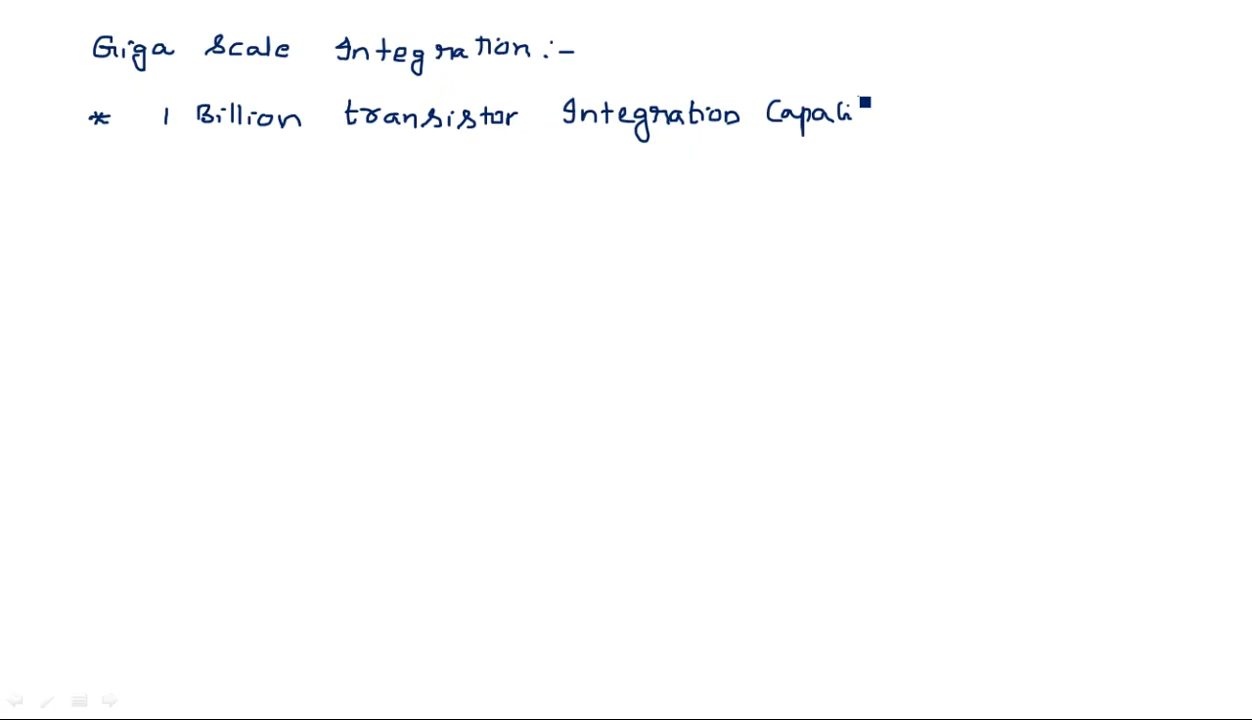 Giga Scale Integration :-
* 1 Billion transistor Integration Capabi